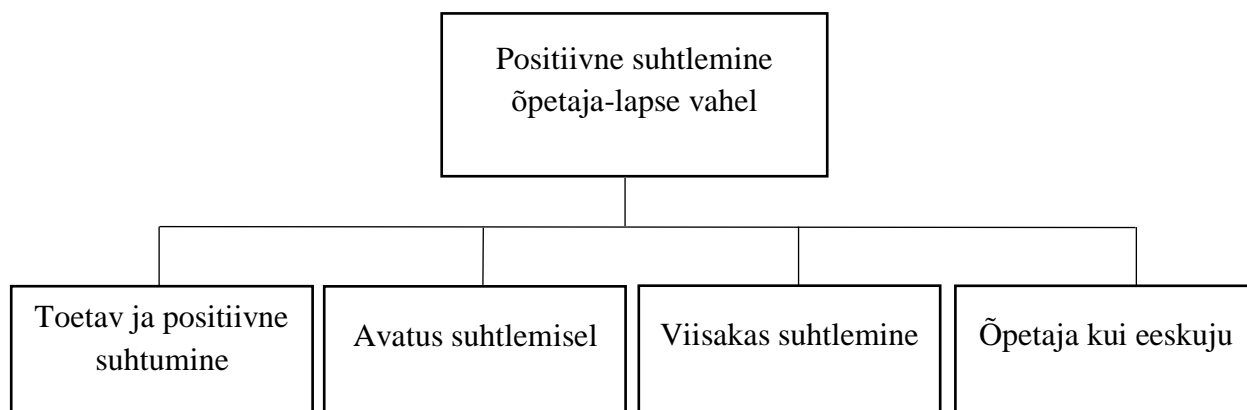 Positiivne suhtlemine
õpetaja-lapse vahel
Toetav ja positiivne
suhtumine
Avatus suhtlemisel
Viisakas suhtlemine
Õpetaja kui eeskuju